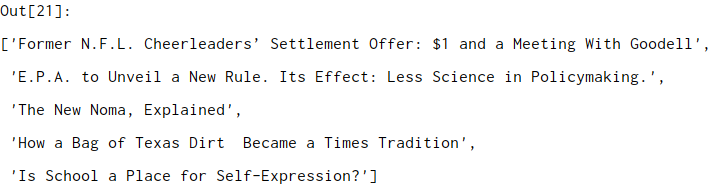 Out[21]:
['Former N.F.L. Cheerleaders’ Settlement Offer: $1 and a Meeting With Goodell',
'E.P.A. to Unveil a New Rule. Its Effect: Less Science in Policymaking.',
'The New Noma, Explained',
'How a Bag of Texas Dirt  Became a Times Tradition',
'Is School a Place for Self-Expression?']